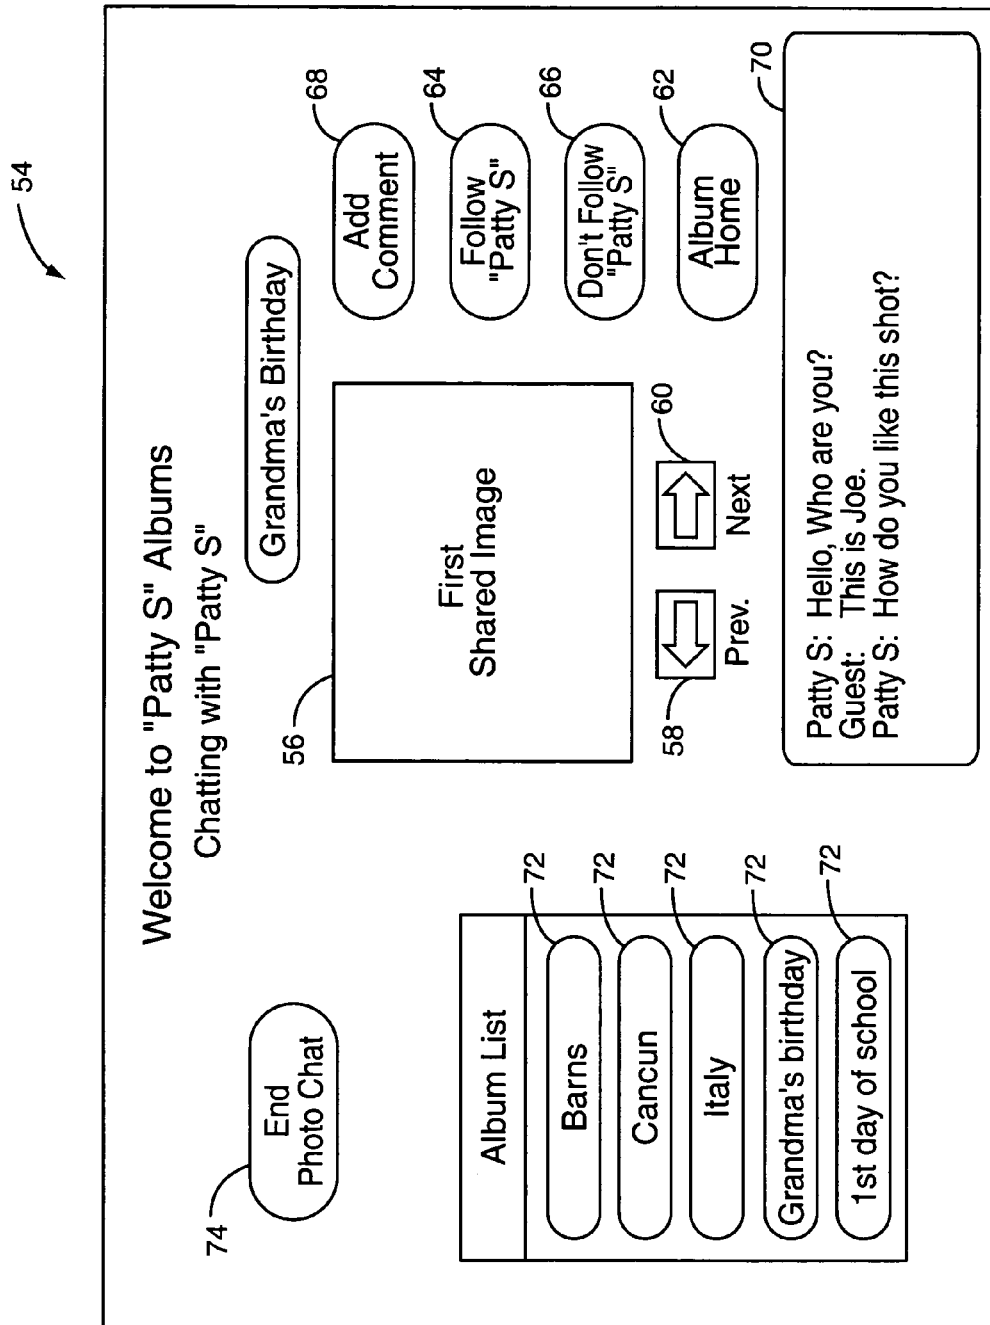 54
Welcome to "Patty S" Albums
Chatting with "Patty S"
74
End
Photo Chat
Grandma's Birthday
56
First
Shared Image
68
Add
Comment
64
Follow
"Patty S"
66
Don't Follow
"Patty S"
62
Album
Home
58
Prev.
60
Next
Album List
Barns
72
Cancun
72
Italy
72
Grandma's birthday
72
1st day of school
72
70
Patty S: Hello, Who are you?
Guest: This is Joe.
Patty S: How do you like this shot?